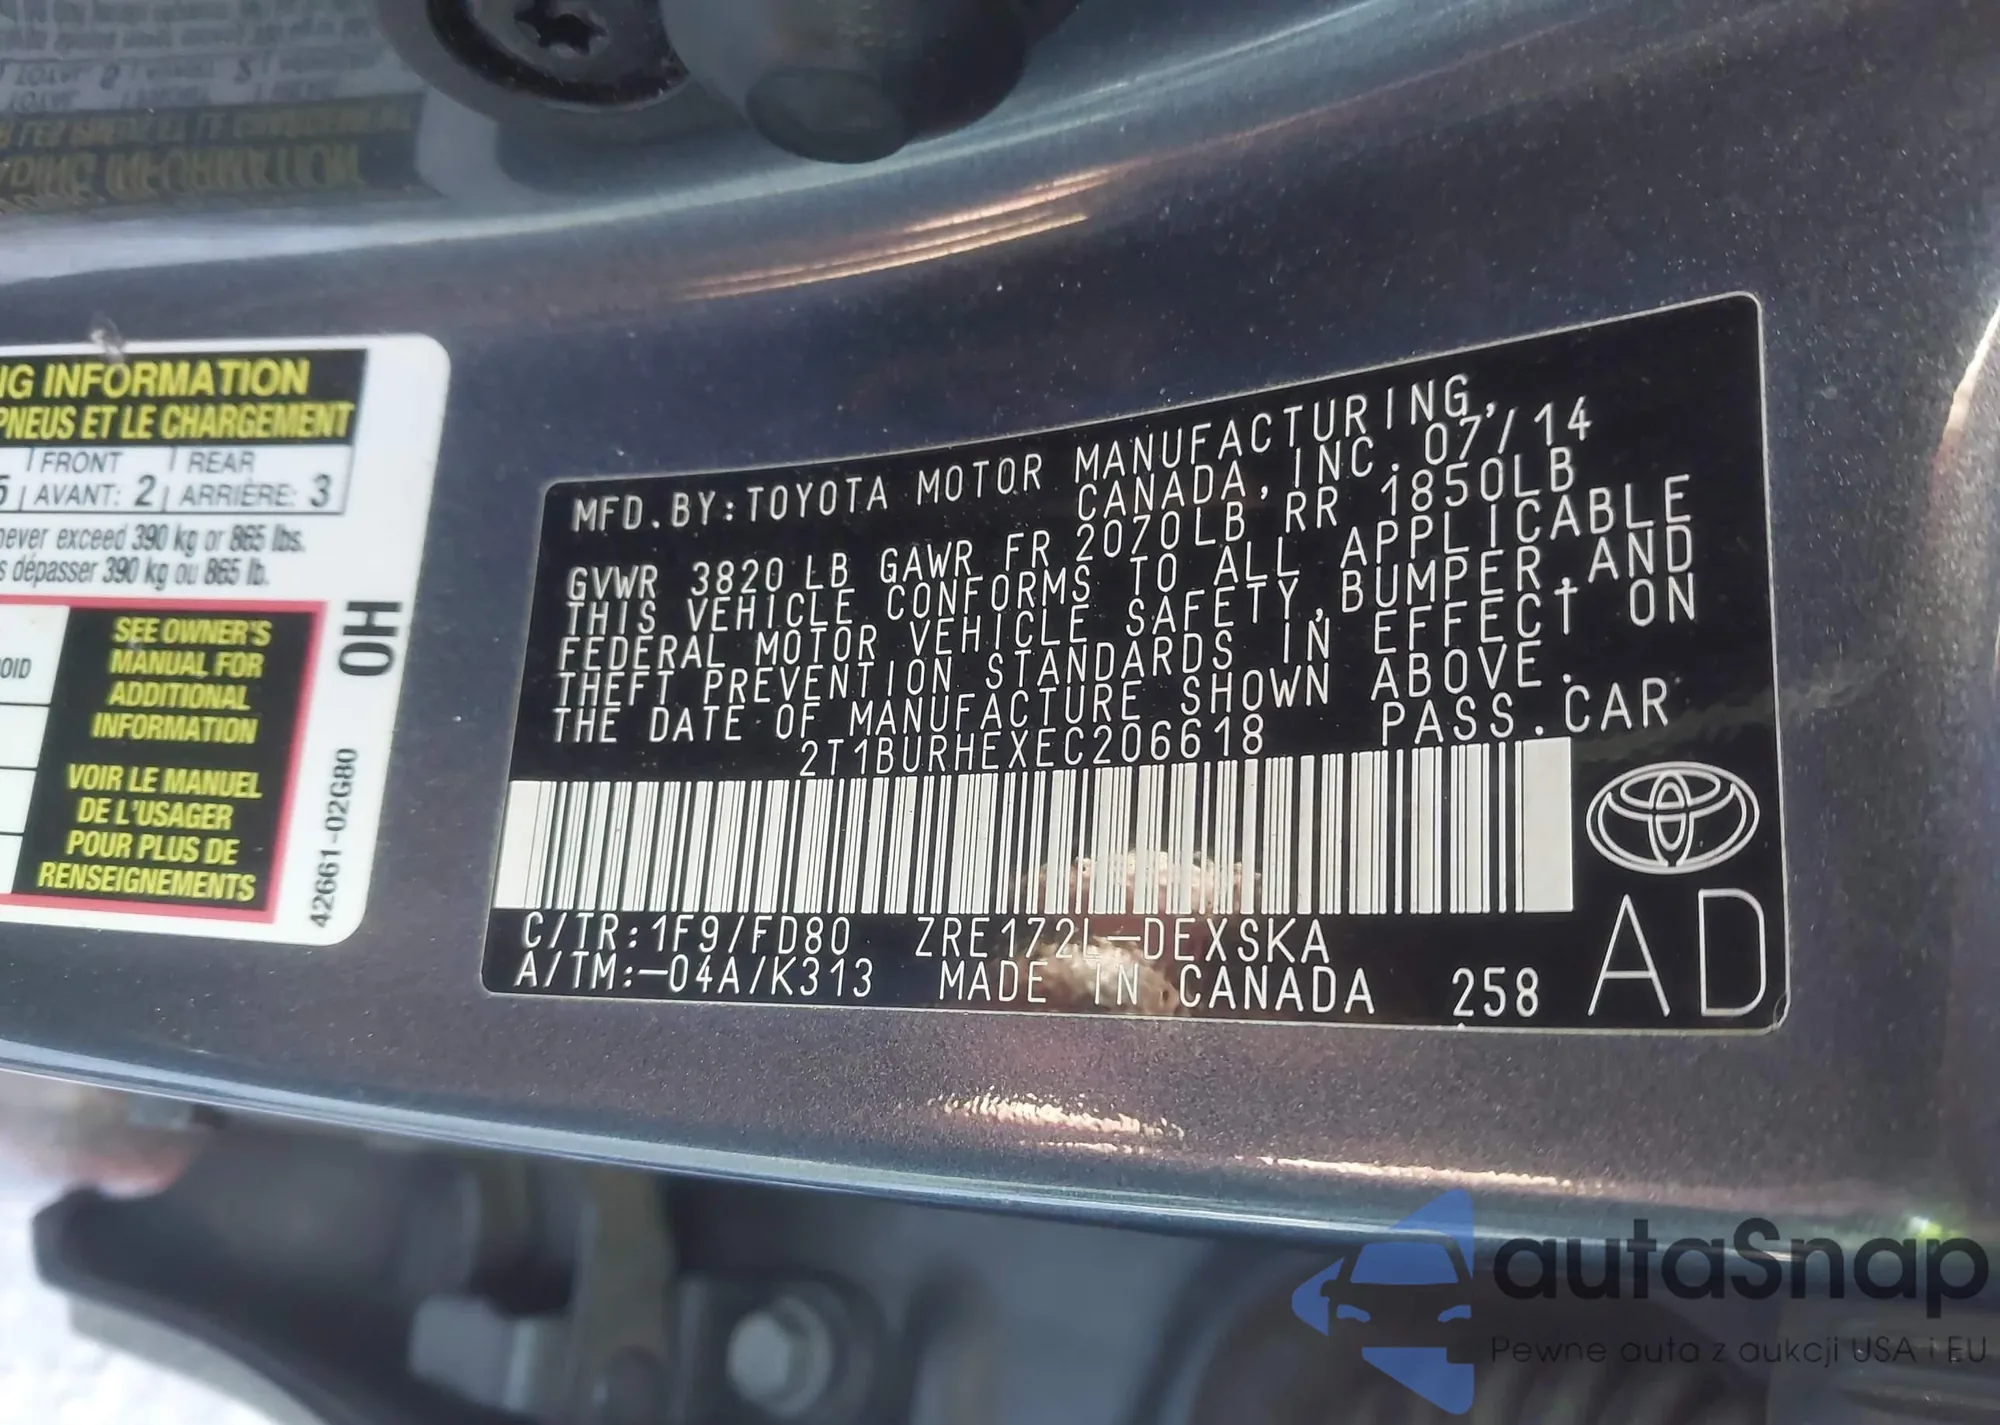 NG INFORMATION
PNEUS ET LE CHARGEMENT
FRONT REAR
5 AVANT: 2 ARRIÈRE: 3
never exceed 390 kg or 865 lbs.
s dépasser 390 kg ou 865 lb.
OID
SEE OWNER'S
MANUAL FOR
ADDITIONAL
INFORMATION
VOIR LE MANUEL
DE L'USAGER
POUR PLUS DE
RENSEIGNEMENTS
OH
42661-02G80
MFD.BY:TOYOTA MOTOR MANUFACTURING,
CANADA, INC. 07/14
GVWR 3820 LB GAWR FR 2070LB RR 1850LB
THIS VEHICLE CONFORMS TO ALL APPLICABLE
FEDERAL MOTOR VEHICLE SAFETY, BUMPER, AND
THEFT PREVENTION STANDARDS IN EFFECT ON
THE DATE OF MANUFACTURE SHOWN ABOVE.
2T1BURHEXEC206618 PASS.CAR
C/TR:1F9/FD80 ZRE172L-DEXSKA
A/TM:-04A/K313 MADE IN CANADA 258
AD
autaSnap
Pewne auta z aukcji USA i EU